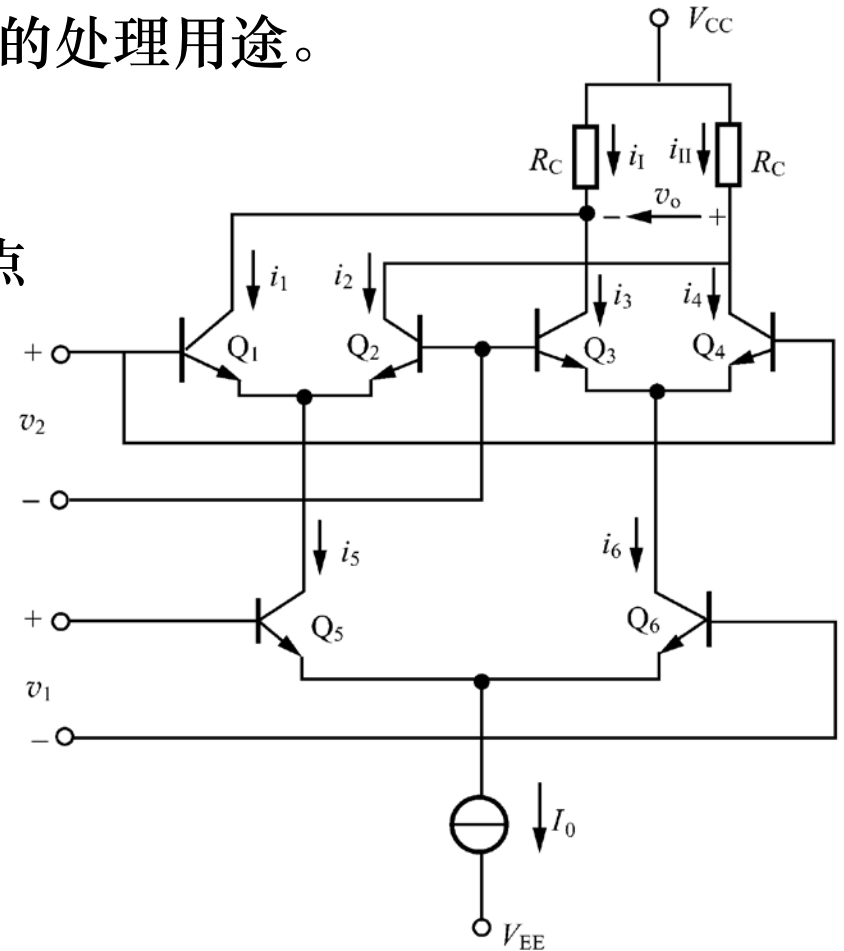 的处理用途。
V_CC
R_C i_I i_II R_C
− v_o +
点
i_1 i_2 i_3 i_4
+ Q_1 Q_2 Q_3 Q_4
v_2
−
i_5 i_6
+ Q_5 Q_6
v_1
−
I_0
V_EE